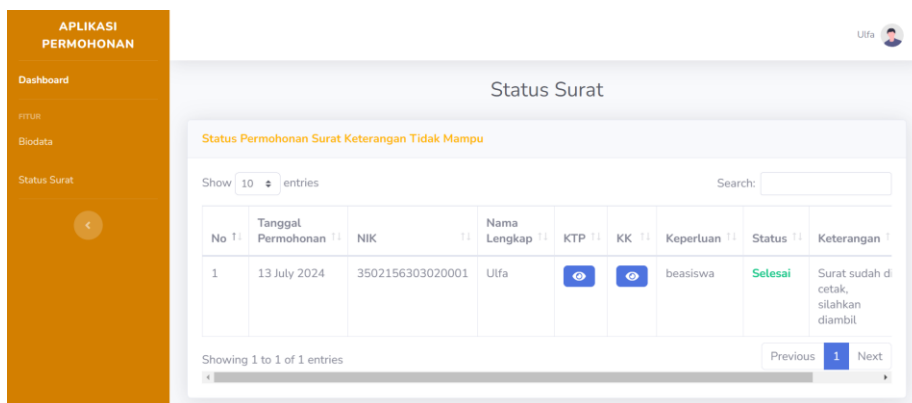 APLIKASI
PERMOHONAN
Ulfa
Dashboard
Status Surat
FITUR
Biodata
Status Surat
Status Permohonan Surat Keterangan Tidak Mampu
Show 10 entries
Search:
No Tanggal Permohonan NIK Nama Lengkap KTP KK Keperluan Status Keterangan
1 13 July 2024 3502156303020001 Ulfa beasiswa Selesai Surat sudah di
cetak,
silahkan
diambil
Showing 1 to 1 of 1 entries
Previous 1 Next